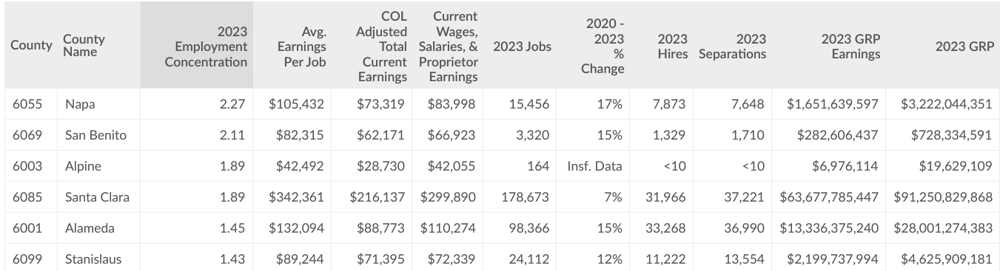 County County Name 2023 Employment Concentration Avg. Earnings Per Job COL Adjusted Total Current Earnings Current Wages, Salaries, & Proprietor Earnings 2023 Jobs 2020 - 2023 % Change 2023 Hires 2023 Separations 2023 GRP Earnings 2023 GRP
6055 Napa 2.27 $105,432 $73,319 $83,998 15,456 17% 7,873 7,648 $1,651,639,597 $3,222,044,351
6069 San Benito 2.11 $82,315 $62,171 $66,923 3,320 15% 1,329 1,710 $282,606,437 $728,334,591
6003 Alpine 1.89 $42,492 $28,730 $42,055 164 Insf. Data <10 <10 $6,976,114 $19,629,109
6085 Santa Clara 1.89 $342,361 $216,137 $299,890 178,673 7% 31,966 37,221 $63,677,785,447 $91,250,829,868
6001 Alameda 1.45 $132,094 $88,773 $110,274 98,366 15% 33,268 36,990 $13,336,375,240 $28,001,274,383
6099 Stanislaus 1.43 $89,244 $71,395 $72,339 24,112 12% 11,222 13,554 $2,199,737,994 $4,625,909,181